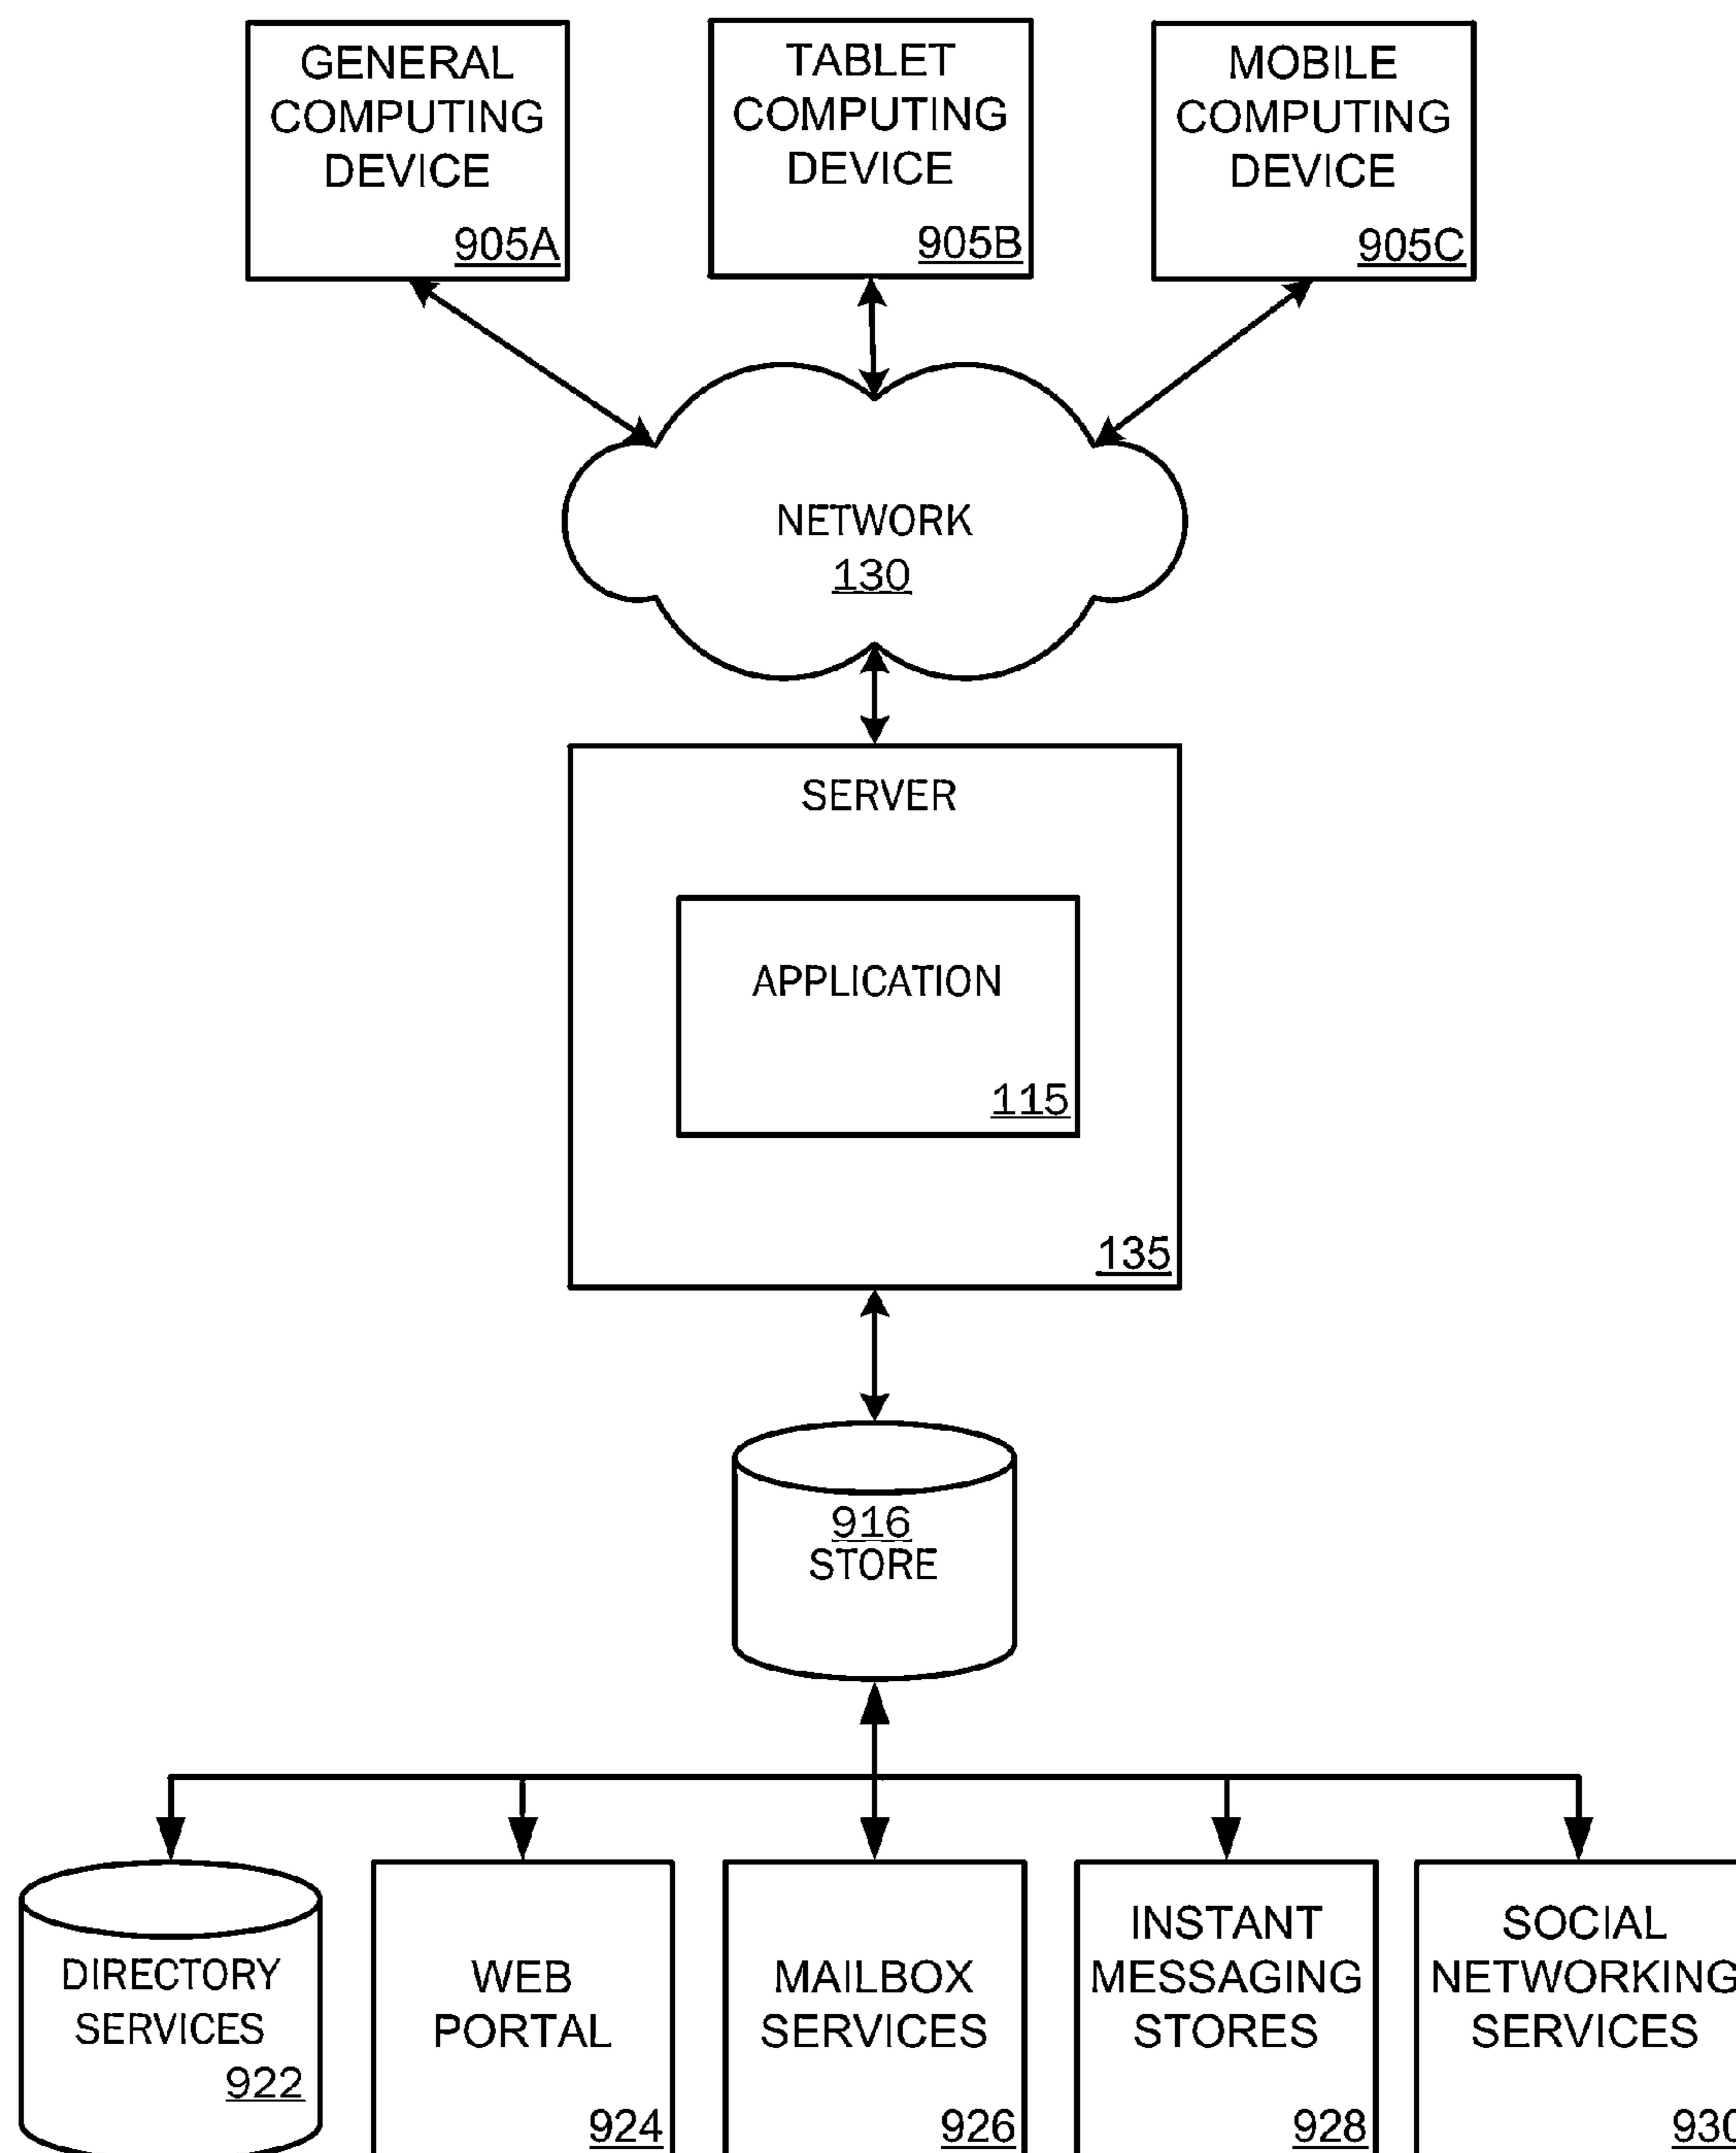 GENERAL
COMPUTING
DEVICE
905A
TABLET
COMPUTING
DEVICE
905B
MOBILE
COMPUTING
DEVICE
905C
NETWORK
130
SERVER
APPLICATION
115
135
916
STORE
DIRECTORY
SERVICES
922
WEB
PORTAL
924
MAILBOX
SERVICES
926
INSTANT
MESSAGING
STORES
928
SOCIAL
NETWORKING
SERVICES
930